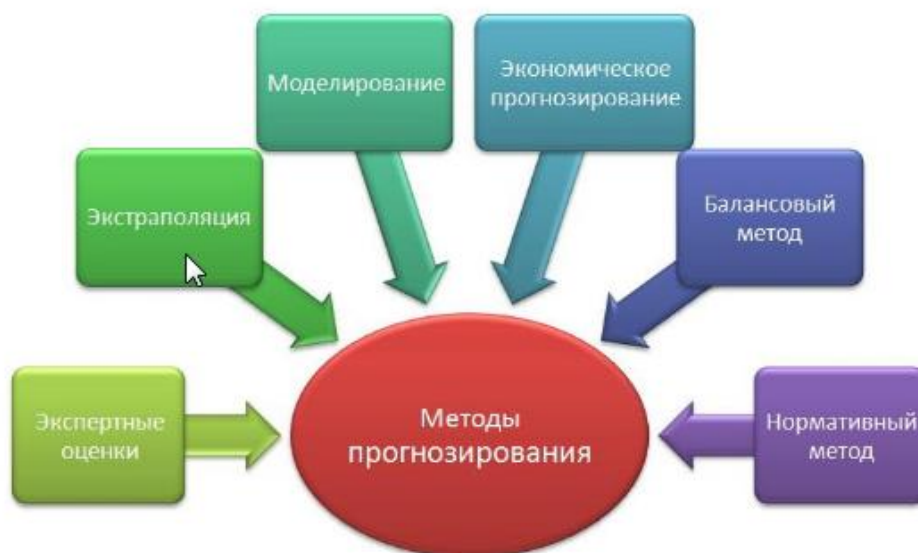 Моделирование
Экономическое
прогнозирование
Экстраполяция
Балансовый
метод
Экспертные
оценки
Методы
прогнозирования
Нормативный
метод